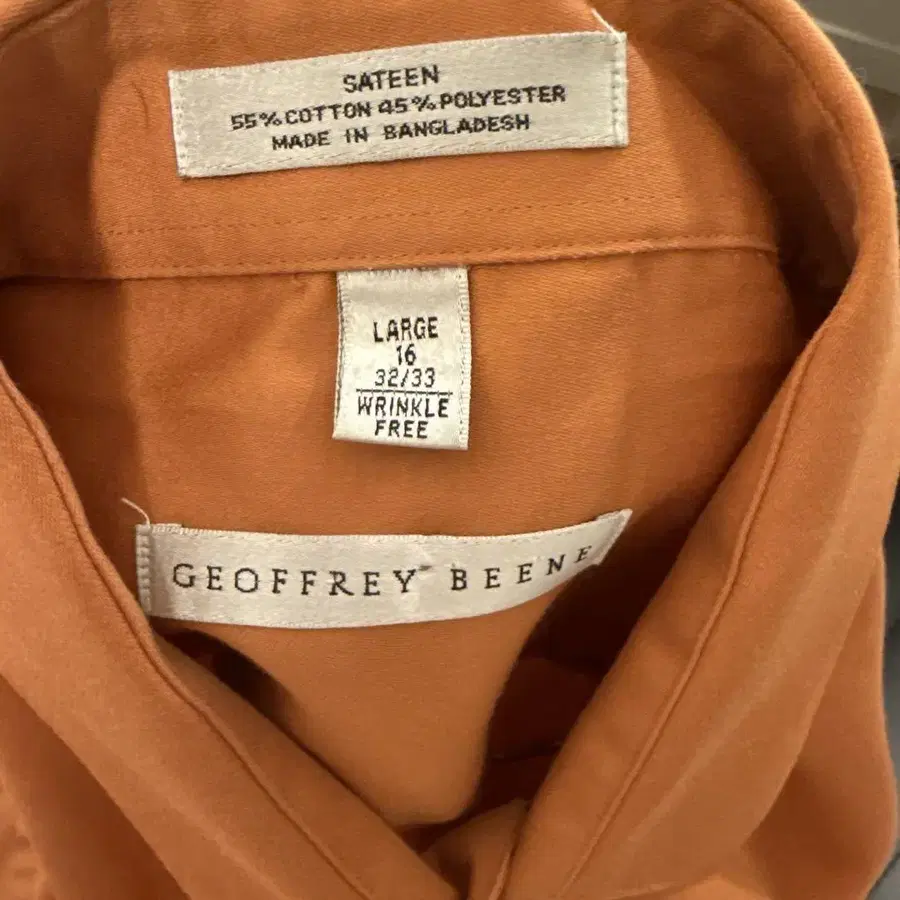 SATEEN
55%COTTON 45%POLYESTER
MADE IN BANGLADESH
LARGE
16
32/33
WRINKLE
FREE
GEOFFREY BEENE